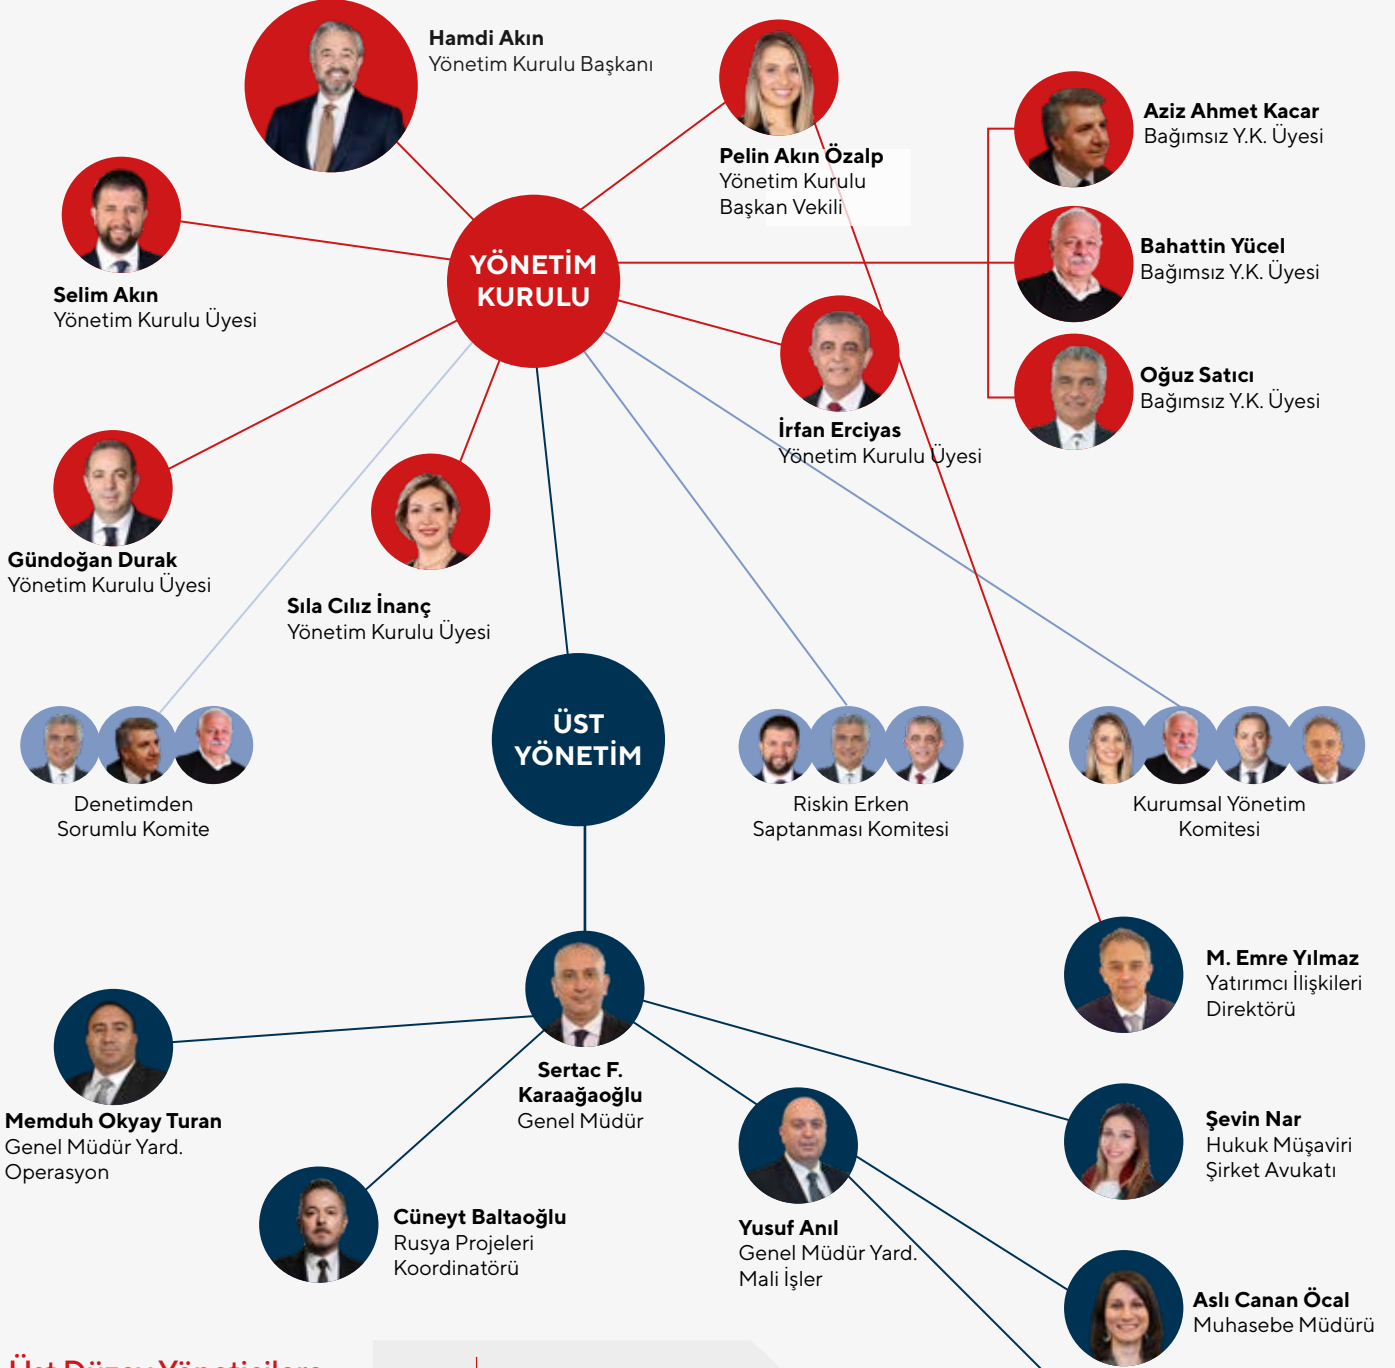 Hamdi Akın
Yönetim Kurulu Başkanı
Pelin Akın Özalp
Yönetim Kurulu
Başkan Vekili
Aziz Ahmet Kacar
Bağımsız Y.K. Üyesi
Bahattin Yücel
Bağımsız Y.K. Üyesi
Oğuz Satıcı
Bağımsız Y.K. Üyesi
Selim Akın
Yönetim Kurulu Üyesi
YÖNETİM
KURULU
İrfan Erciyas
Yönetim Kurulu Üyesi
Gündoğan Durak
Yönetim Kurulu Üyesi
Sıla Cılız İnanç
Yönetim Kurulu Üyesi
ÜST
YÖNETİM
Denetimden
Sorumlu Komite
Riskin Erken
Saptanması Komitesi
Kurumsal Yönetim
Komitesi
M. Emre Yılmaz
Yatırımcı İlişkileri
Direktörü
Sertac F.
Karaağaoğlu
Genel Müdür
Memduh Okyay Turan
Genel Müdür Yard.
Operasyon
Şevin Nar
Hukuk Müşaviri
Şirket Avukatı
Cüneyt Baltaoğlu
Rusya Projeleri
Koordinatörü
Yusuf Anıl
Genel Müdür Yard.
Mali İşler
Aslı Canan Öcal
Muhasebe Müdürü
Üst Düzey Yöneticilere